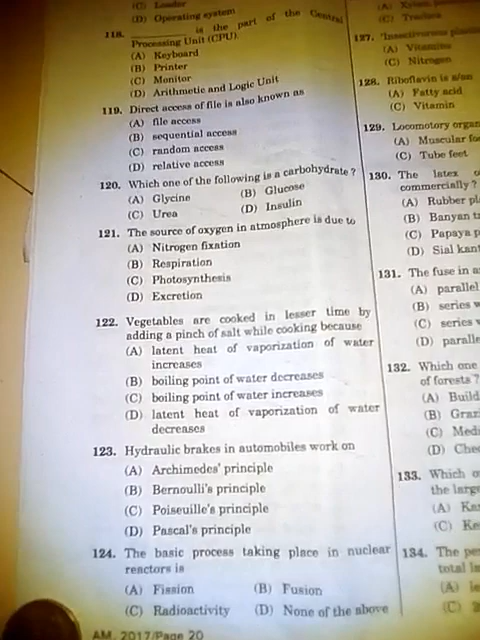 (C) Loader
(D) Operating system
118. ________ is the part of the Central
Processing Unit (CPU).
(A) Keyboard
(B) Printer
(C) Monitor
(D) Arithmetic and Logic Unit
119. Direct access of file is also known as
(A) file access
(B) sequential access
(C) random access
(D) relative access
120. Which one of the following is a carbohydrate ?
(A) Glycine (B) Glucose
(C) Urea (D) Insulin
121. The source of oxygen in atmosphere is due to
(A) Nitrogen fixation
(B) Respiration
(C) Photosynthesis
(D) Excretion
122. Vegetables are cooked in lesser time by
adding a pinch of salt while cooking because
(A) latent heat of vaporization of water
increases
(B) boiling point of water decreases
(C) boiling point of water increases
(D) latent heat of vaporization of water
decreases
123. Hydraulic brakes in automobiles work on
(A) Archimedes' principle
(B) Bernoulli's principle
(C) Poiseuille's principle
(D) Pascal's principle
124. The basic process taking place in nuclear
reactors is
(A) Fission (B) Fusion
(C) Radioactivity (D) None of the above
AM, 2017/Page 20
(A)
(C)
127. 'Insectivorous
(A) Vitamins
(C) Nitrogen
128. Riboflavin is a/an
(A) Fatty acid
(C) Vitamin
129. Locomotory
(A) Muscular
(C) Tube feet
130. The latex
commercially ?
(A) Rubber
(B) Banyan
(C) Papaya
(D) Sial
131. The fuse in
(A) parallel
(B) series
(C) series
(D)
132. Which one
of forests ?
(A)
(B)
(C)
(D)
133. Which
the
(A)
(C)
134. The
total
(A)
(C)